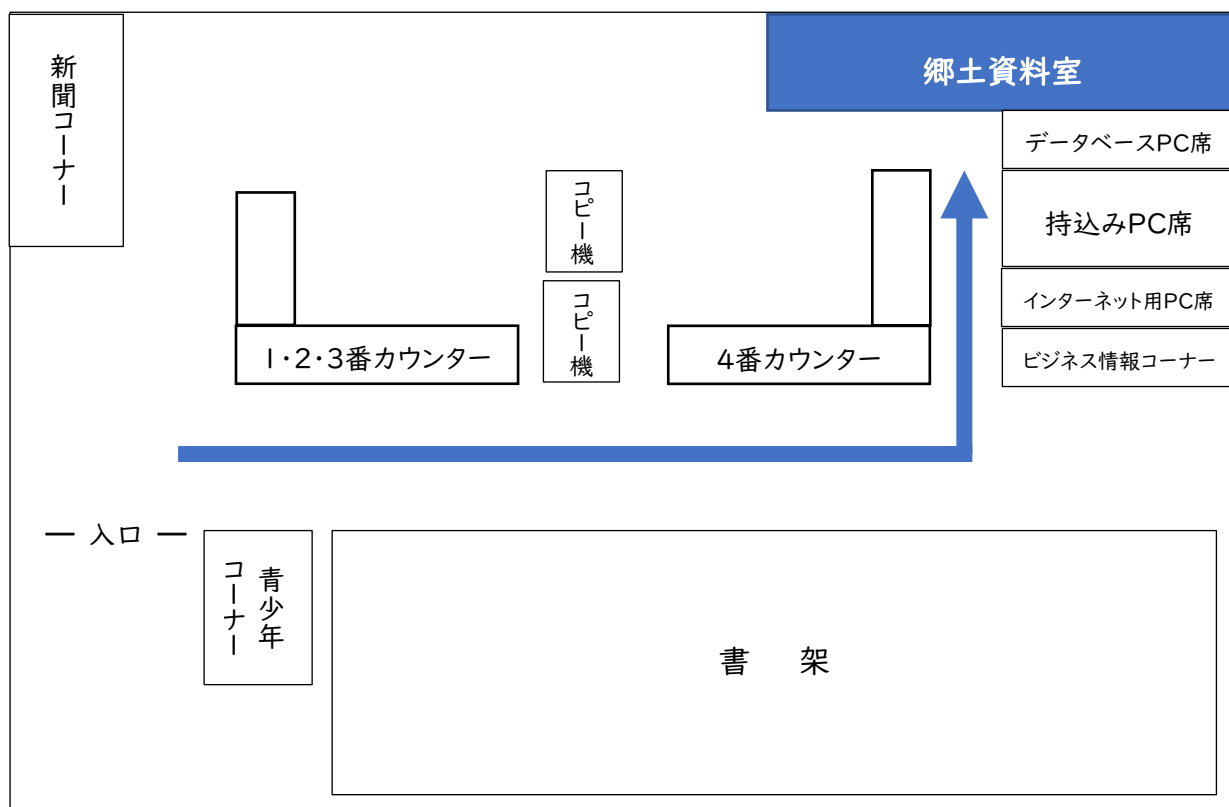 新聞コーナー
郷土資料室
データベースPC席
持込みPC席
インターネット用PC席
ビジネス情報コーナー
コピー機
コピー機
1・2・3番カウンター
4番カウンター
入口
青少年
コーナー
書　架